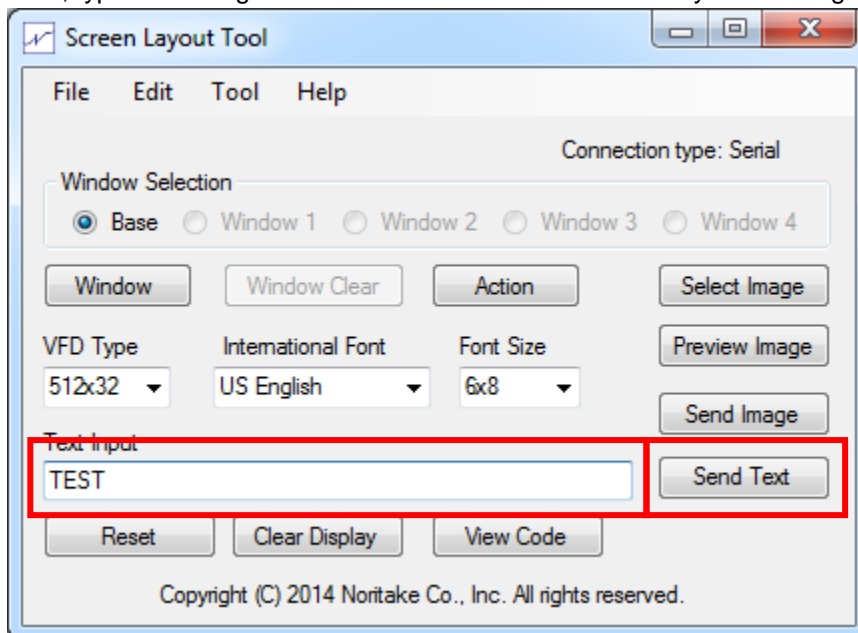 Screen Layout Tool
File Edit Tool Help
Connection type: Serial
Window Selection
Base Window 1 Window 2 Window 3 Window 4
Window Window Clear Action Select Image
VFD Type International Font Font Size Preview Image
512x32 US English 6x8
Send Image
Text Input
TEST Send Text
Reset Clear Display View Code
Copyright (C) 2014 Noritake Co., Inc. All rights reserved.